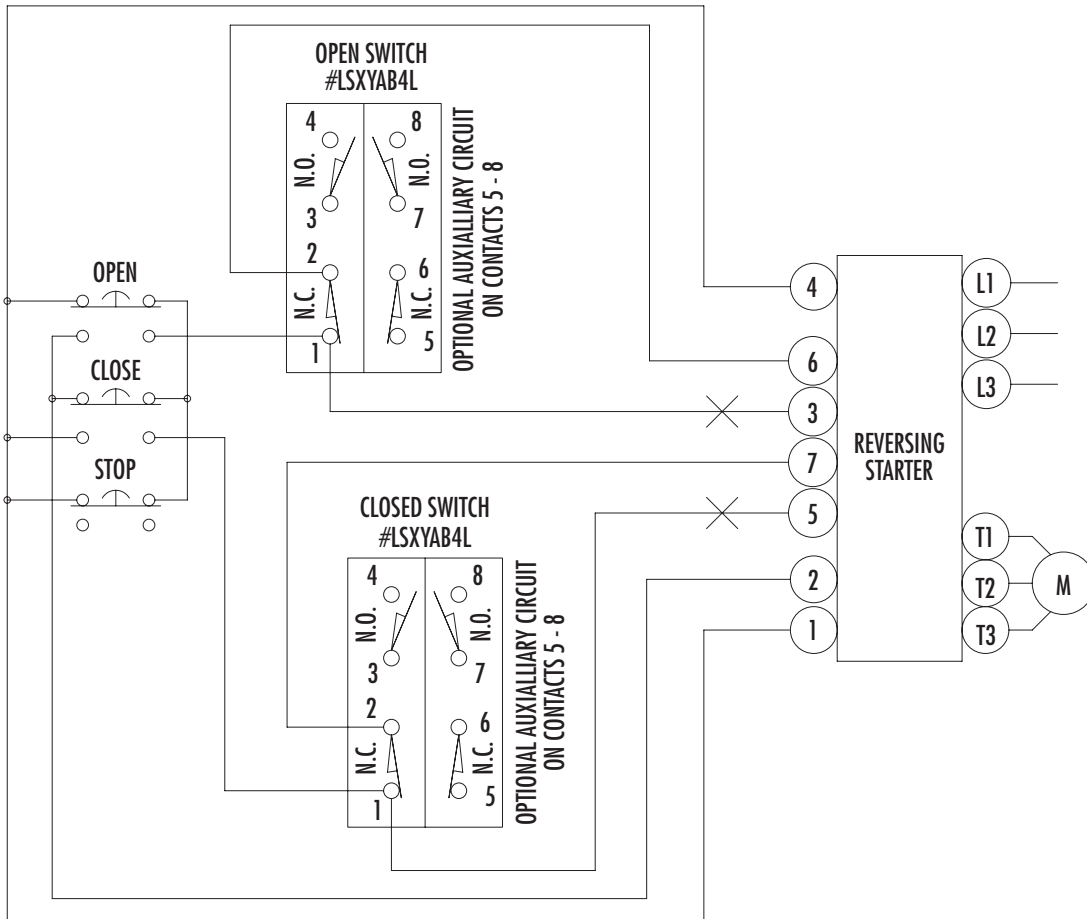 OPEN SWITCH
#LSXYAB4L
4
8
N.O.
N.O.
3
7
2
6
N.C.
N.C.
1
5
OPTIONAL AUXIALLIARY CIRCUIT
ON CONTACTS 5 - 8
OPEN
CLOSE
STOP
CLOSED SWITCH
#LSXYAB4L
4
8
N.O.
N.O.
3
7
2
6
N.C.
N.C.
1
5
OPTIONAL AUXIALLIARY CIRCUIT
ON CONTACTS 5 - 8
4
6
3
7
5
2
1
REVERSING
STARTER
L1
L2
L3
T1
T2
T3
M